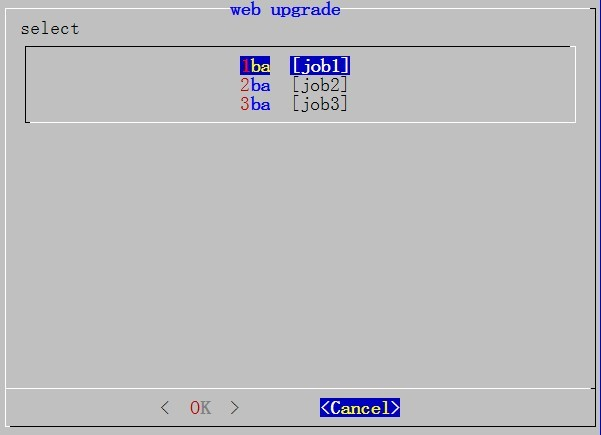 web upgrade
select
1ba [job1]
2ba [job2]
3ba [job3]
< OK > <Cancel>